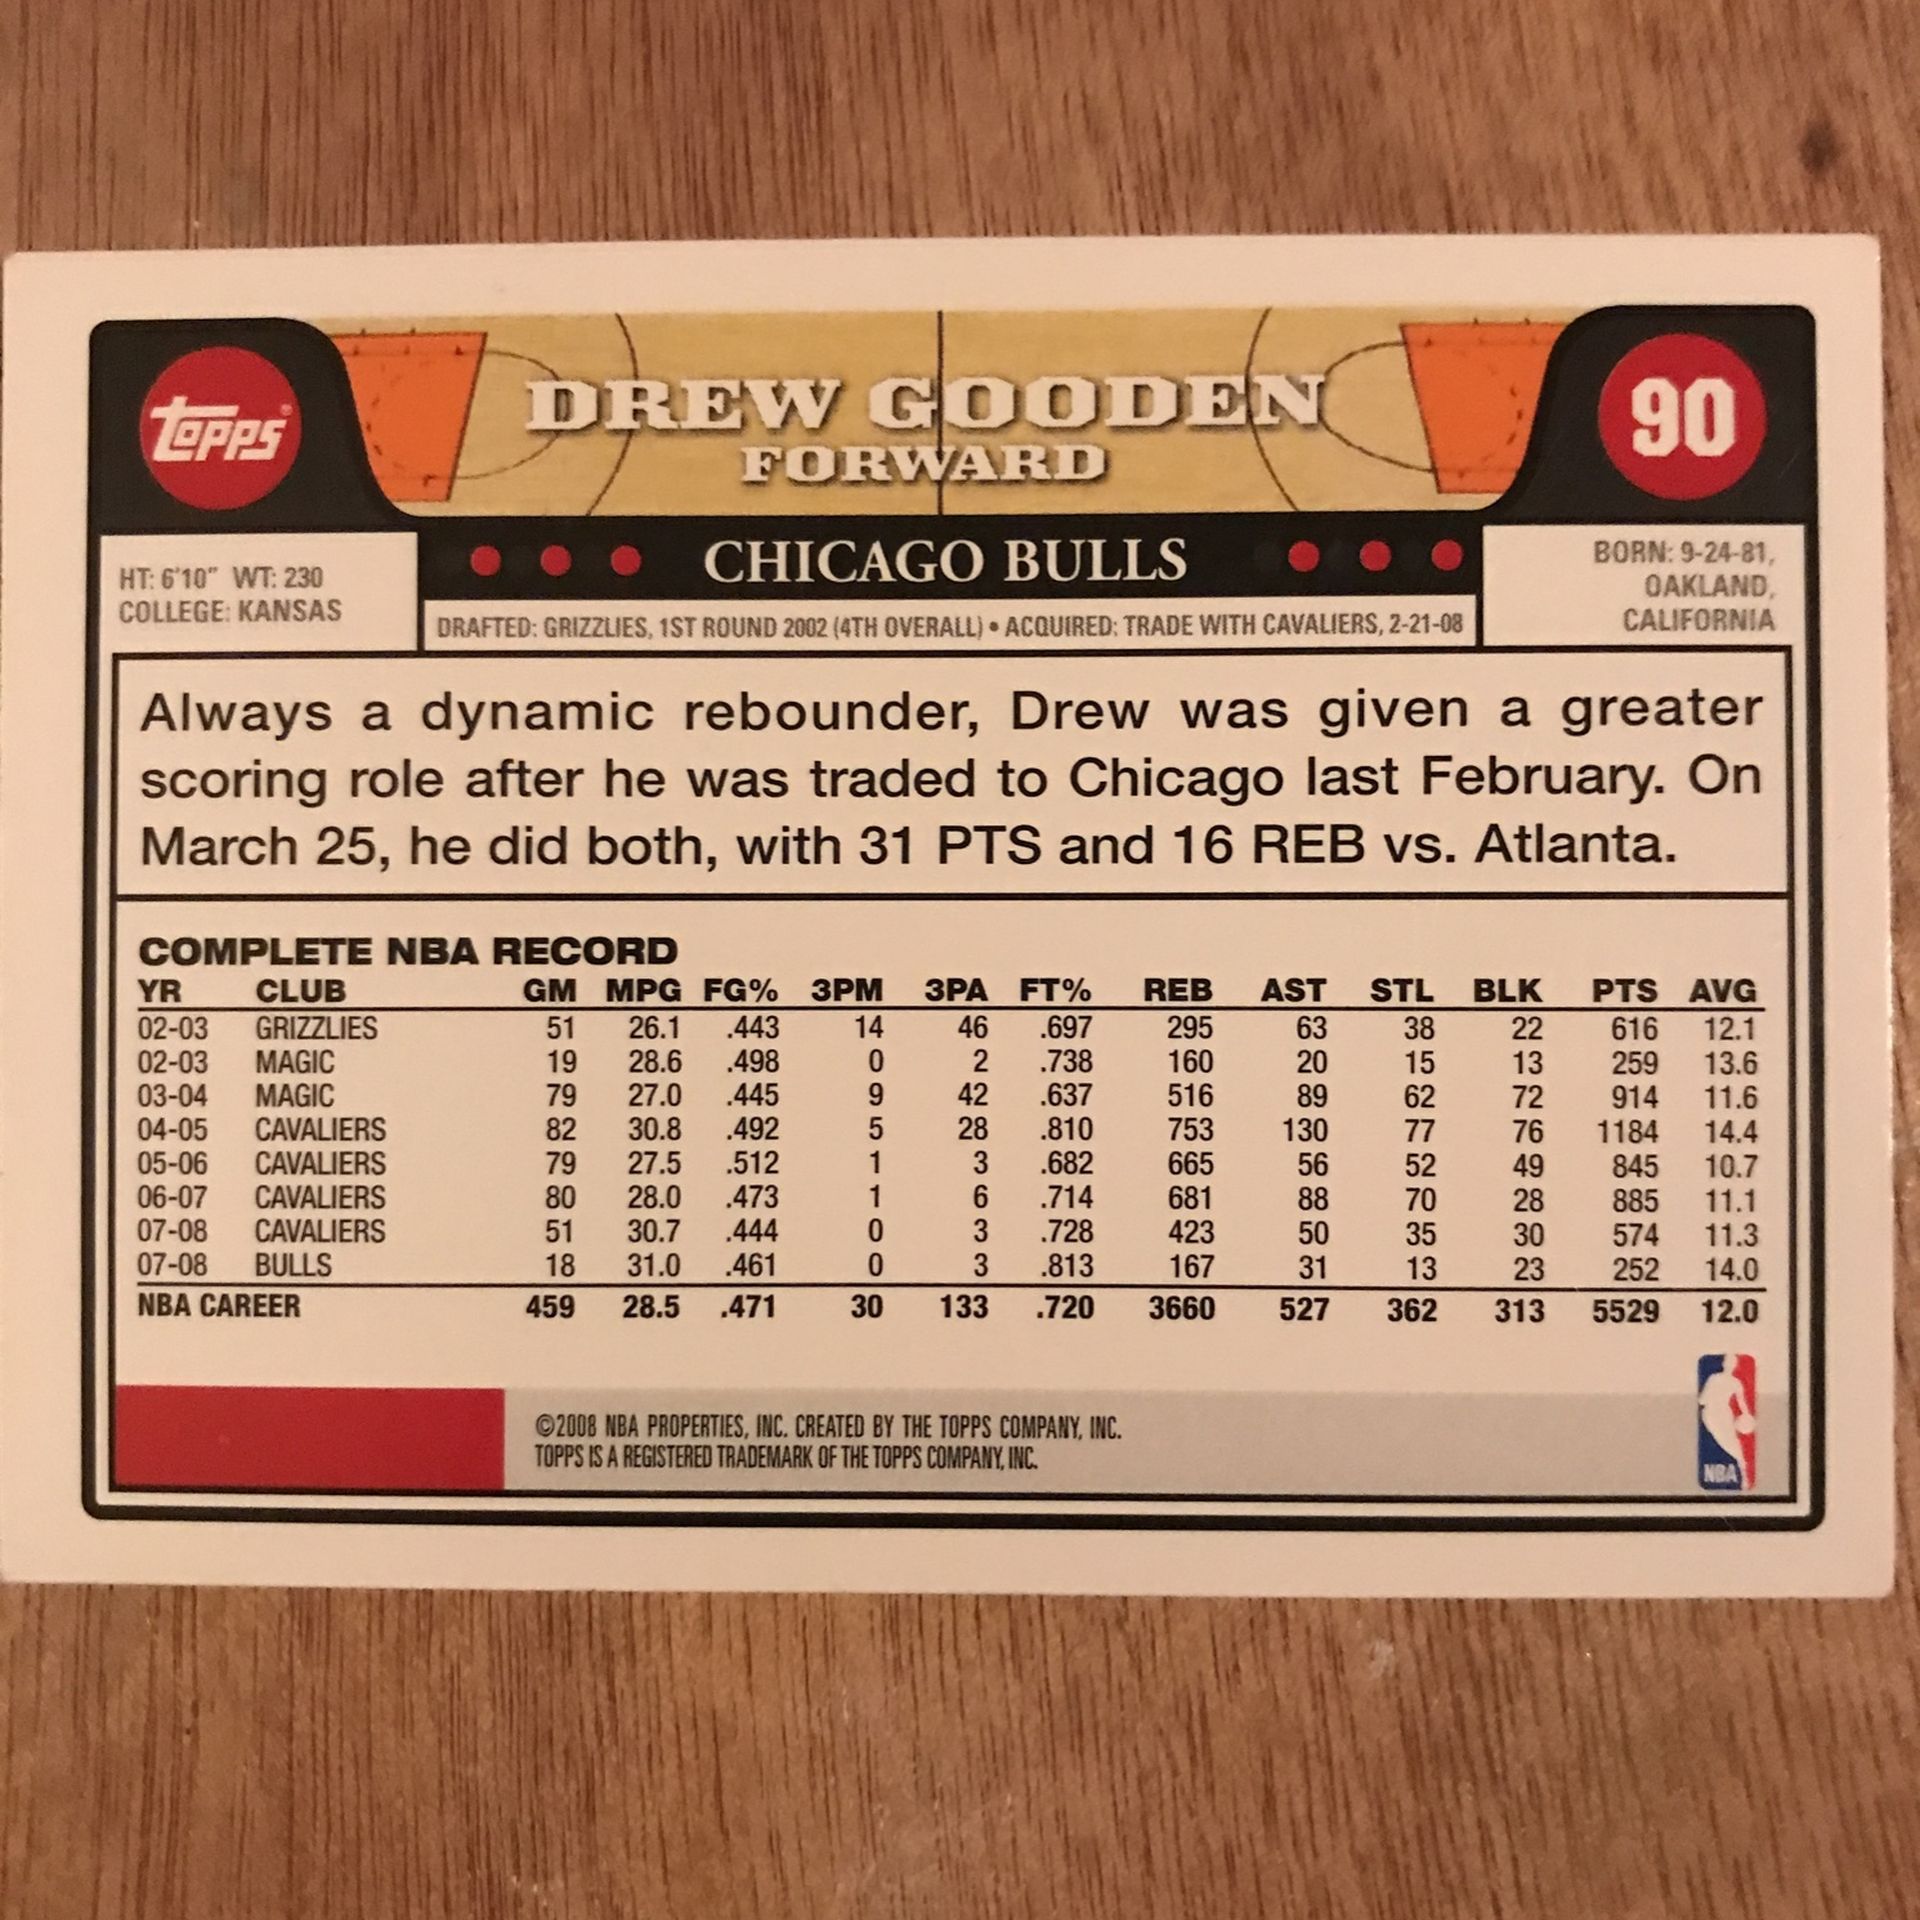 Topps®
DREW GOODEN
FORWARD
90
CHICAGO BULLS
HT: 6'10" WT: 230
COLLEGE: KANSAS
DRAFTED: GRIZZLIES, 1ST ROUND 2002 (4TH OVERALL) • ACQUIRED: TRADE WITH CAVALIERS, 2-21-08
BORN: 9-24-81,
OAKLAND,
CALIFORNIA
Always a dynamic rebounder, Drew was given a greater
scoring role after he was traded to Chicago last February. On
March 25, he did both, with 31 PTS and 16 REB vs. Atlanta.
COMPLETE NBA RECORD
YR CLUB GM MPG FG% 3PM 3PA FT% REB AST STL BLK PTS AVG
02-03 GRIZZLIES 51 26.1 .443 14 46 .697 295 63 38 22 616 12.1
02-03 MAGIC 19 28.6 .498 0 2 .738 160 20 15 13 259 13.6
03-04 MAGIC 79 27.0 .445 9 42 .637 516 89 62 72 914 11.6
04-05 CAVALIERS 82 30.8 .492 5 28 .810 753 130 77 76 1184 14.4
05-06 CAVALIERS 79 27.5 .512 1 3 .682 665 56 52 49 845 10.7
06-07 CAVALIERS 80 28.0 .473 1 6 .714 681 88 70 28 885 11.1
07-08 CAVALIERS 51 30.7 .444 0 3 .728 423 50 35 30 574 11.3
07-08 BULLS 18 31.0 .461 0 3 .813 167 31 13 23 252 14.0
NBA CAREER 459 28.5 .471 30 133 .720 3660 527 362 313 5529 12.0
©2008 NBA PROPERTIES, INC. CREATED BY THE TOPPS COMPANY, INC.
TOPPS IS A REGISTERED TRADEMARK OF THE TOPPS COMPANY, INC.
NBA